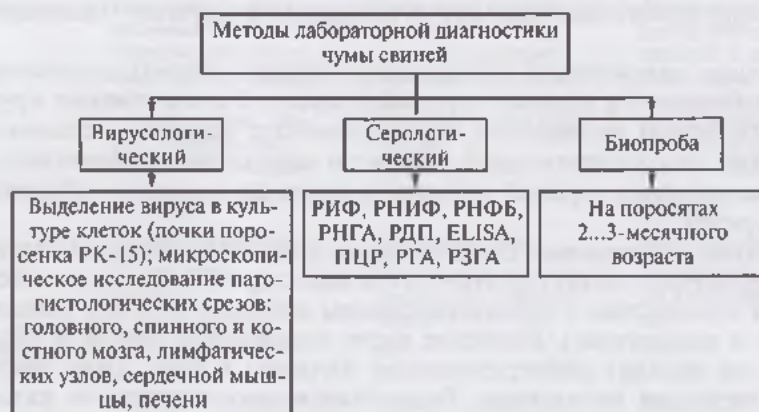 Методы лабораторной диагностики
чумы свиней
Вирусологи-
ческий
Серологи-
ческий
Биопроба
Выделение вируса в куль-
туре клеток (почки поро-
сенка РК-15); микроскопи-
ческое исследование пато-
гистологических срезов:
головного, спинного и ко-
стного мозга, лимфатичес-
ких узлов, сердечной мыш-
цы, печени
РИФ, РНИФ, РНФБ,
РНГА, РДП, ELISA,
ПЦР, РГА, РЗГА
На поросятах
2...3-месячного
возраста